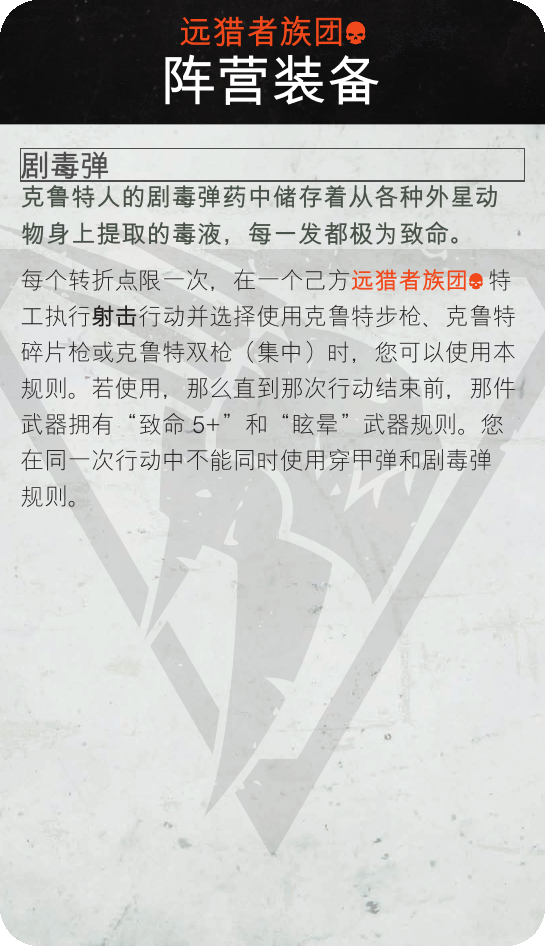 远猎者族团
阵营装备
剧毒弹
克鲁特人的剧毒弹药中储存着从各种外星动
物身上提取的毒液，每一发都极为致命。
每个转折点限一次，在一个己方远猎者族团特
工执行射击行动并选择使用克鲁特步枪、克鲁特
碎片枪或克鲁特双枪（集中）时，您可以使用本
规则。若使用，那么直到那次行动结束前，那件
武器拥有“致命 5+”和“眩晕”武器规则。您
在同一次行动中不能同时使用穿甲弹和剧毒弹
规则。